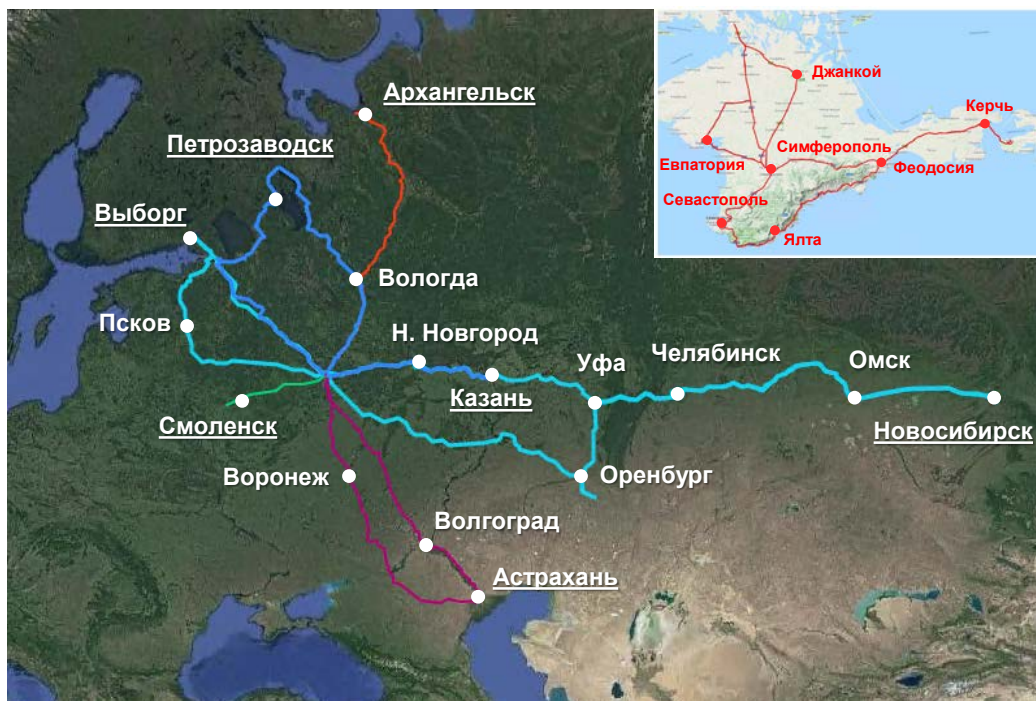 Архангельск
Петрозаводск
Выборг
Вологда
Псков
Н. Новгород
Уфа
Челябинск
Омск
Казань
Смоленск
Новосибирск
Воронеж
Оренбург
Волгоград
Астрахань
Джанкой
Керчь
Симферополь
Евпатория
Феодосия
Севастополь
Ялта